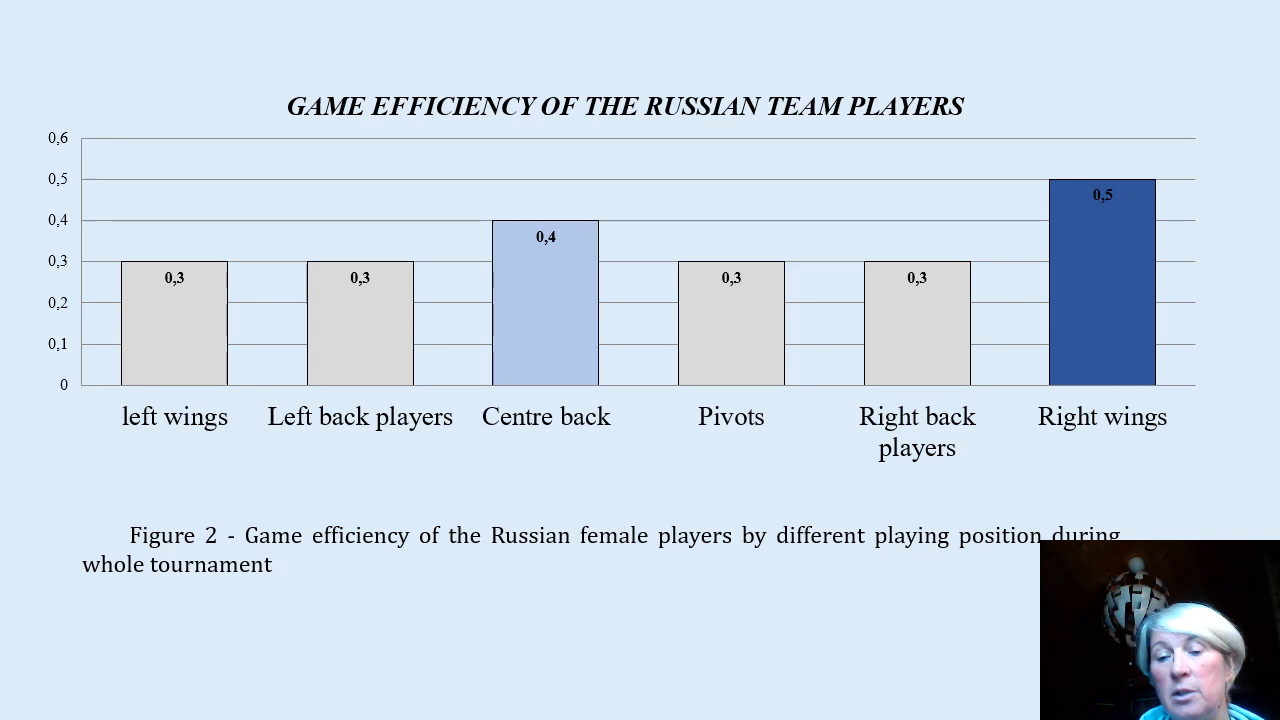 GAME EFFICIENCY OF THE RUSSIAN TEAM PLAYERS
0,6
0,5
0,4
0,3
0,2
0,1
0
0,3
0,3
0,4
0,3
0,3
0,5
left wings
Left back players
Centre back
Pivots
Right back
players
Right wings
Figure 2 - Game efficiency of the Russian female players by different playing position during
whole tournament